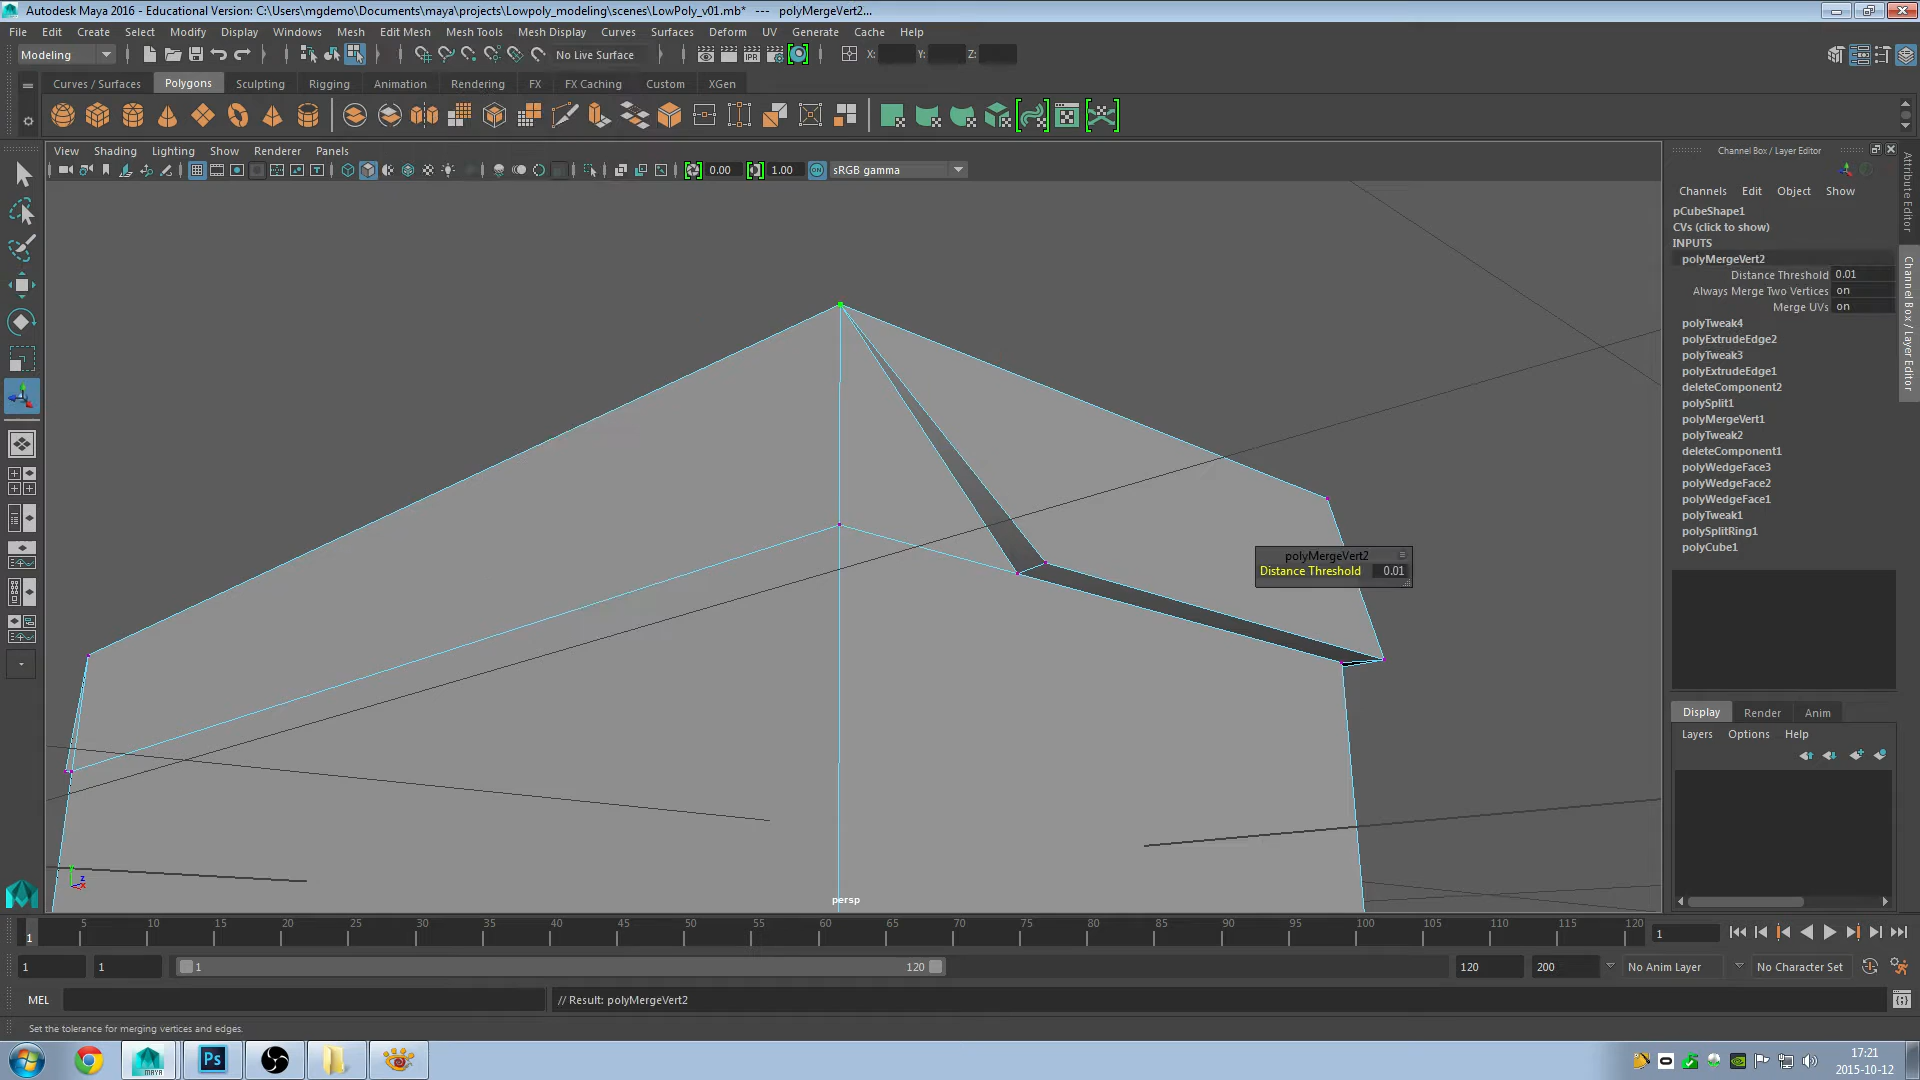 Autodesk Maya 2016 - Educational Version: C:\Users\mgdemo\Documents\maya\projects\Lowpoly_modeling\scenes\LowPoly_v01.mb* --- polyMergeVert2...
File Edit Create Select Modify Display Windows Mesh Edit Mesh Mesh Tools Mesh Display Curves Surfaces Deform UV Generate Cache Help
Modeling No Live Surface X: Y: Z:
Curves / Surfaces Polygons Sculpting Rigging Animation Rendering FX FX Caching Custom XGen
View Shading Lighting Show Renderer Panels
0.00 1.00 sRGB gamma
Channel Box / Layer Editor
Channels Edit Object Show
pCubeShape1
CVs (click to show)
INPUTS
polyMergeVert2
Distance Threshold 0.01
Always Merge Two Vertices on
Merge UVs on
polyTweak4
polyExtrudeEdge2
polyTweak3
polyExtrudeEdge1
deleteComponent2
polySplit1
polyMergeVert1
polyTweak2
deleteComponent1
polyWedgeFace3
polyWedgeFace2
polyWedgeFace1
polyTweak1
polySplitRing1
polyCube1
Attribute Editor
Channel Box / Layer Editor
polyMergeVert2
Distance Threshold 0.01
Display Render Anim
Layers Options Help
z
persp
1 5 10 15 20 25 30 35 40 45 50 55 60 65 70 75 80 85 90 95 100 105 110 115 120 1
1 1 1 120 120 200 No Anim Layer No Character Set
MEL // Result: polyMergeVert2
Set the tolerance for merging vertices and edges.
MAYA Ps
17:21
2015-10-12